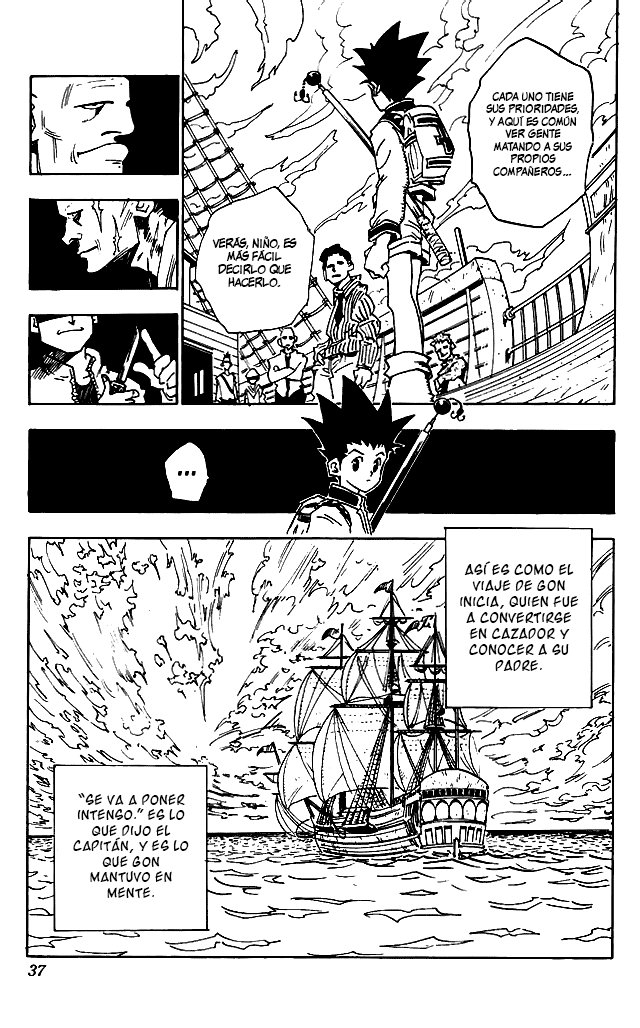 CADA UNO TIENE
SUS PRIORIDADES,
Y AQUÍ ES COMÚN
VER GENTE
MATANDO A SUS
PROPIOS
COMPAÑEROS...
VERÁS, NIÑO, ES
MÁS FÁCIL
DECIRLO QUE
HACERLO.
...
ASÍ ES COMO EL
VIAJE DE GON
INICIA, QUIEN FUE
A CONVERTIRSE
EN CAZADOR Y
CONOCER A SU
PADRE.
"SE VA A PONER
INTENSO." ES LO
QUE DIJO EL
CAPITÁN, Y ES LO
QUE GON
MANTUVO EN
MENTE.
37